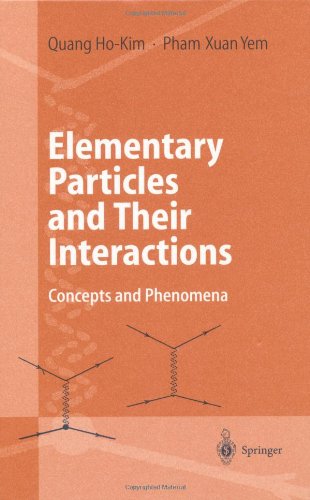 Quang Ho-Kim · Pham Xuan Yem
Elementary
Particles
and Their
Interactions
Concepts and Phenomena
Springer